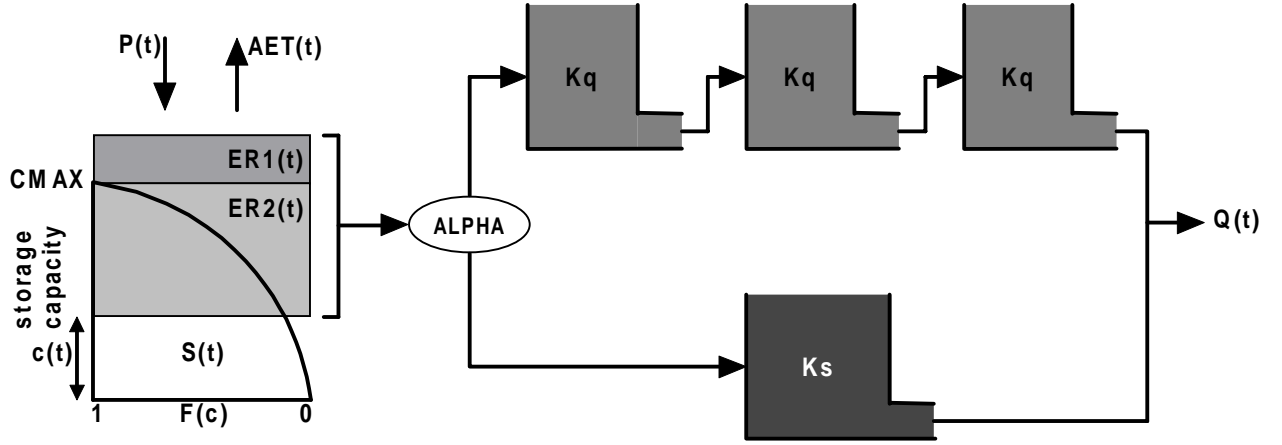 P(t)
AET(t)
ER1(t)
CMAX
ER2(t)
storage
capacity
c(t)
S(t)
1
F(c)
0
ALPHA
Kq
Kq
Kq
Ks
Q(t)